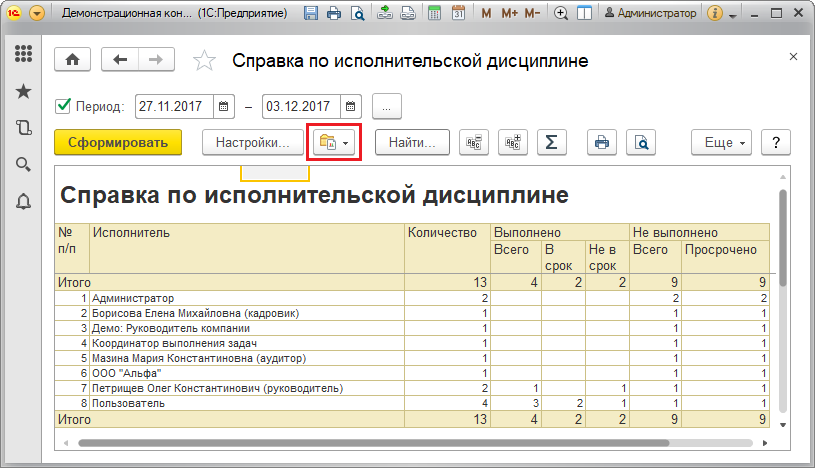 Демонстрационная кон... (1С:Предприятие) M M+ M- Администратор
Справка по исполнительской дисциплине
Период: 27.11.2017 – 03.12.2017 ...
Сформировать Настройки... Найти... Σ Еще ?
Справка по исполнительской дисциплине
№ п/п Исполнитель Количество Выполнено Не выполнено
Всего В срок Не в срок Всего Просрочено
Итого 13 4 2 2 9 9
1 Администратор 2 2 2
2 Борисова Елена Михайловна (кадровик) 1 1 1
3 Демо: Руководитель компании 1 1 1
4 Координатор выполнения задач 1 1 1
5 Мазина Мария Константиновна (аудитор) 1 1 1
6 ООО "Альфа" 1 1 1
7 Петрищев Олег Константинович (руководитель) 2 1 1 1 1
8 Пользователь 4 3 2 1 1 1
Итого 13 4 2 2 9 9